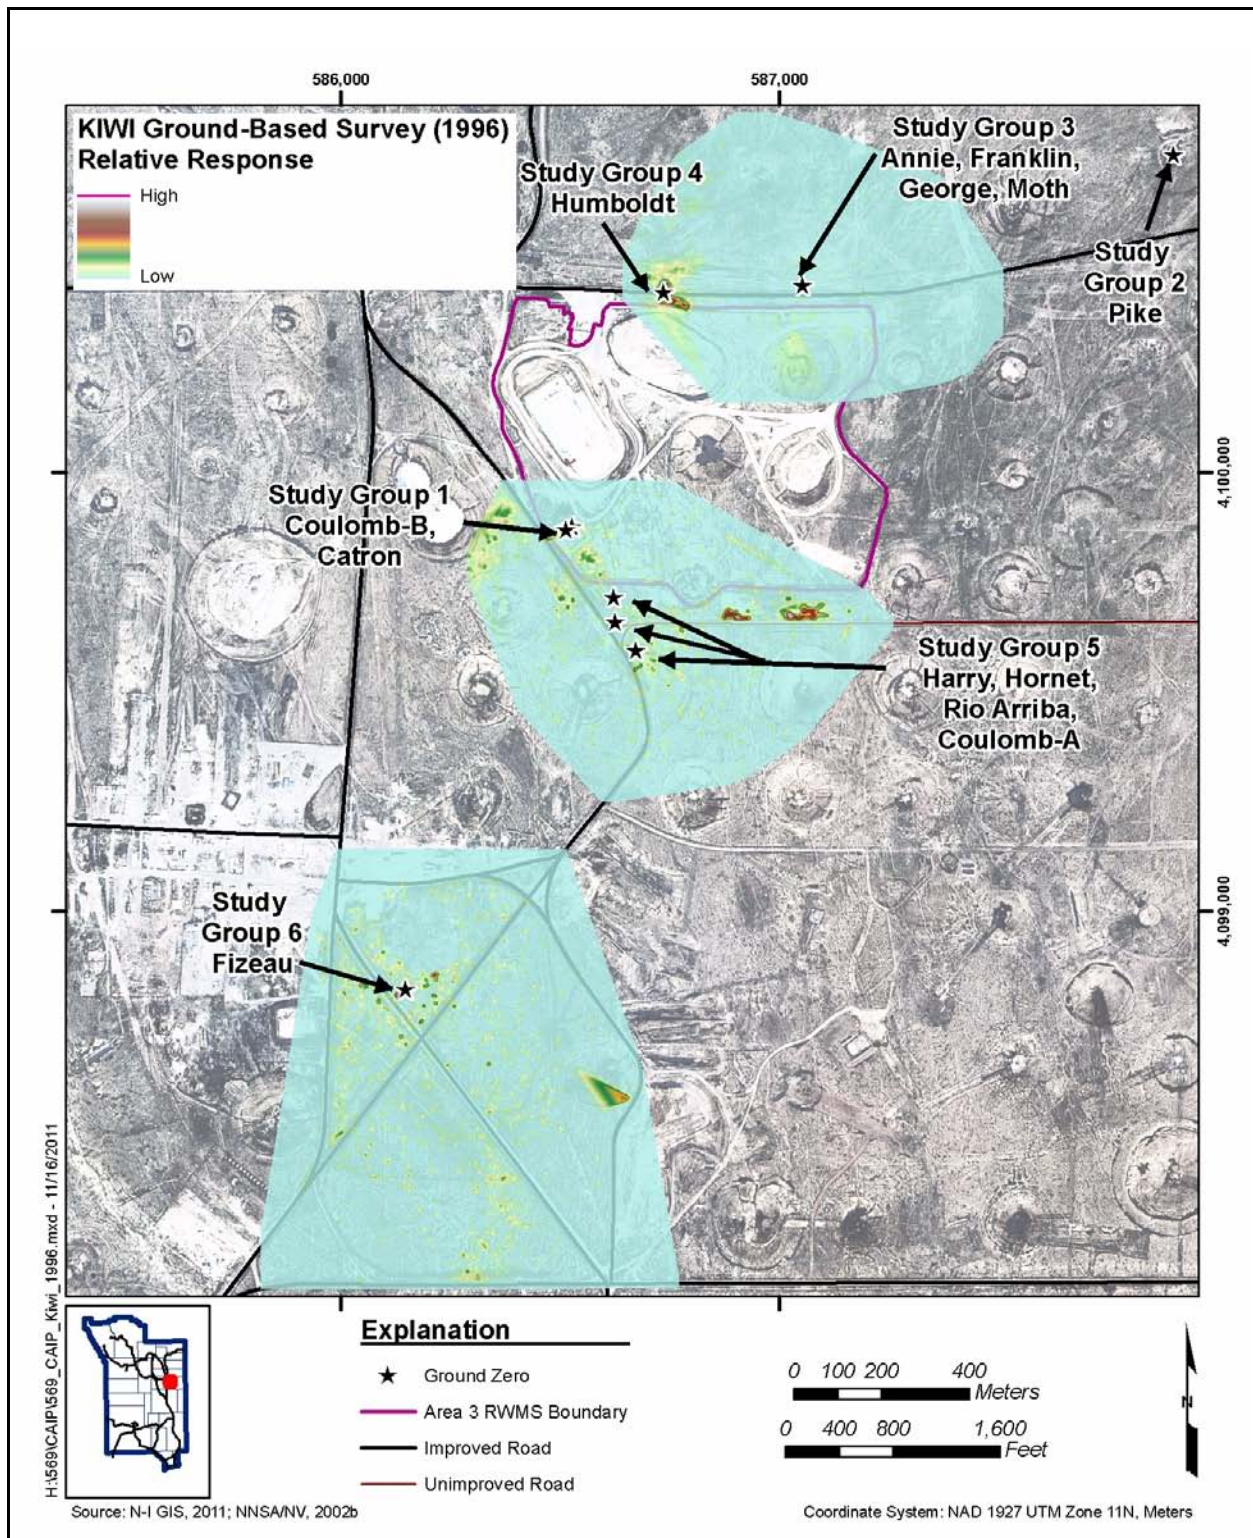 586,000
587,000
KIWI Ground-Based Survey (1996)
Relative Response
High
Low
Study Group 3
Annie, Franklin,
George, Moth
Study Group 4
Humboldt
Study
Group 2
Pike
4,100,000
Study Group 1
Coulomb-B,
Catron
Study Group 5
Harry, Hornet,
Rio Arriba,
Coulomb-A
4,099,000
Study
Group 6
Fizeau
H:\569\CAIP\569_CAIP_Kiwi_1996.mxd - 11/16/2011
Explanation
Ground Zero
Area 3 RWMS Boundary
Improved Road
Unimproved Road
0 100 200 400
Meters
0 400 800 1,600
Feet
N
Source: N-I GIS, 2011; NNSA/NV, 2002b
Coordinate System: NAD 1927 UTM Zone 11N, Meters